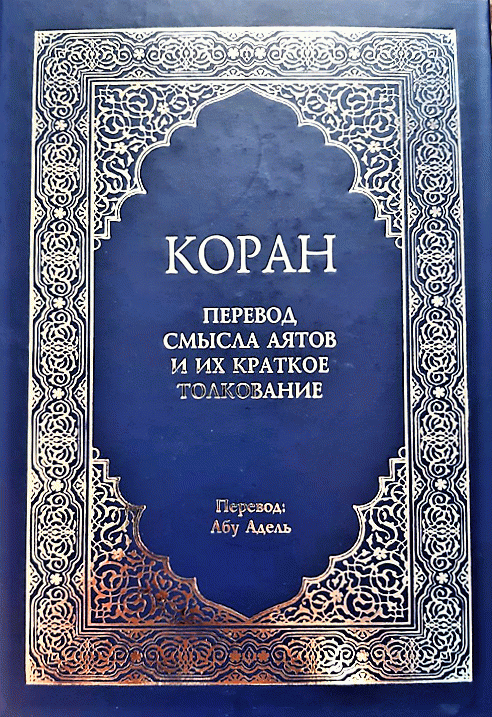 КОРАН
ПЕРЕВОД
СМЫСЛА АЯТОВ
И ИХ КРАТКОЕ
ТОЛКОВАНИЕ
Перевод:
Абу Адель